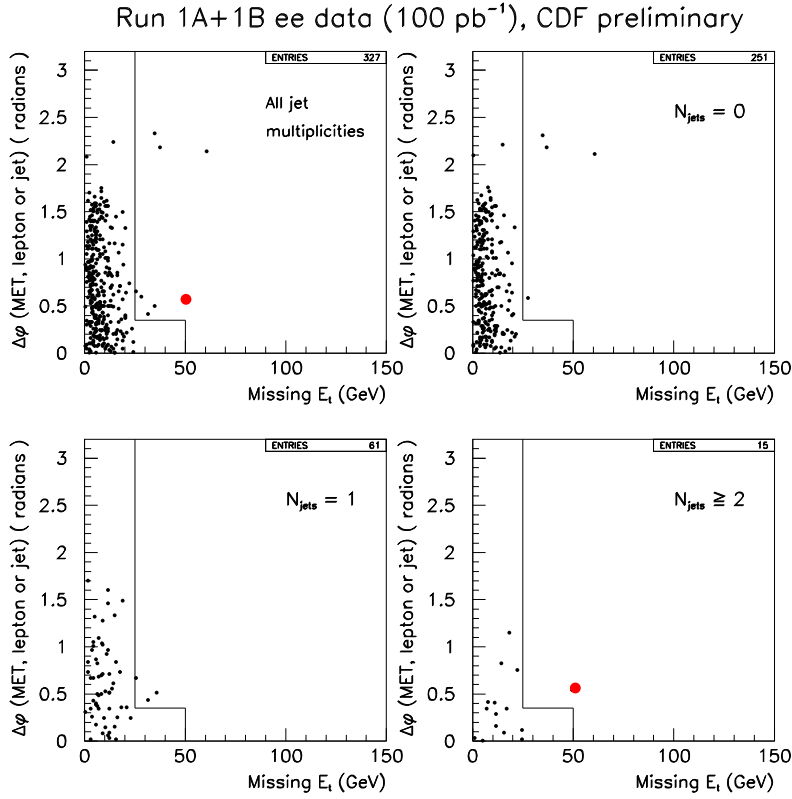 Run 1A+1B ee data (100 pb⁻¹), CDF preliminary
ENTRIES 327
All jet
multiplicities
Δφ (MET, lepton or jet) ( radians)
3
2.5
2
1.5
1
0.5
0
0 50 100 150
Missing Eₜ (GeV)
ENTRIES 251
N_jets = 0
Δφ (MET, lepton or jet) ( radians)
3
2.5
2
1.5
1
0.5
0
0 50 100 150
Missing Eₜ (GeV)
ENTRIES 61
N_jets = 1
Δφ (MET, lepton or jet) ( radians)
3
2.5
2
1.5
1
0.5
0
0 50 100 150
Missing Eₜ (GeV)
ENTRIES 15
N_jets ≧ 2
Δφ (MET, lepton or jet) ( radians)
3
2.5
2
1.5
1
0.5
0
0 50 100 150
Missing Eₜ (GeV)